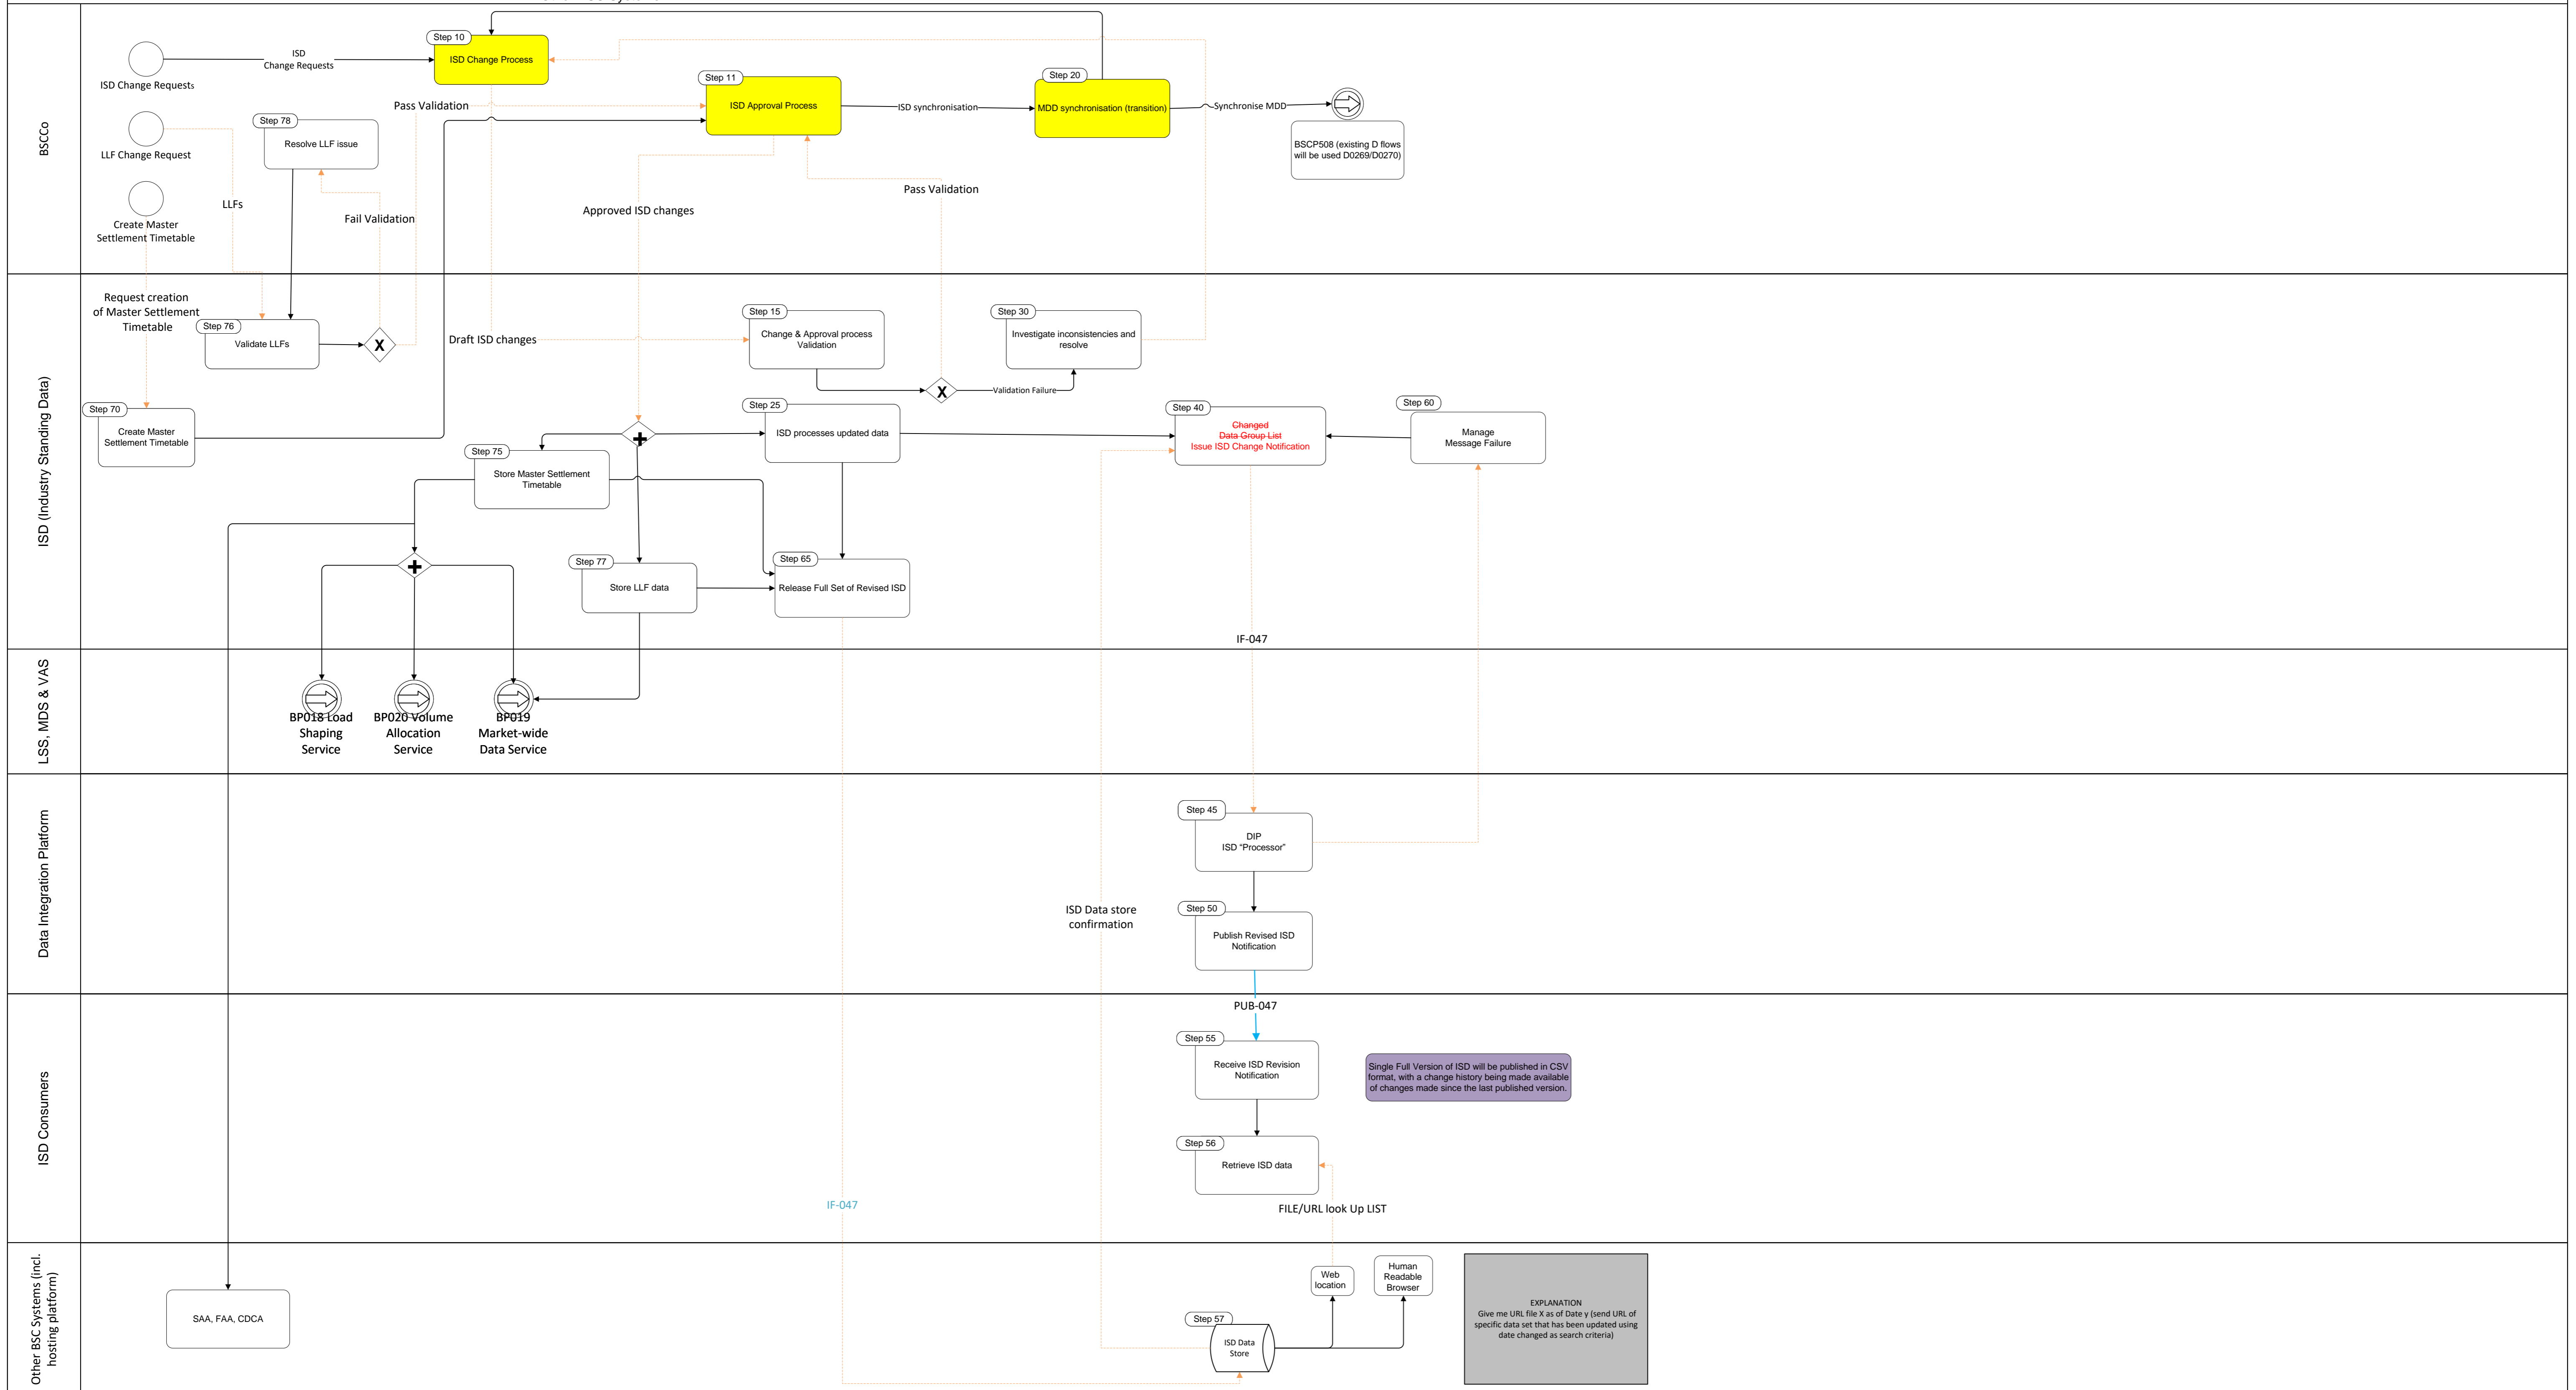 BSCCo
ISD Change Requests
LLF Change Request
Create Master
Settlement Timetable
ISD
Change Requests
Step 10
ISD Change Process
Pass Validation
Step 78
Resolve LLF issue
LLFs
Fail Validation
Step 11
ISD Approval Process
ISD synchronisation
Step 20
MDD synchronisation (transition)
Synchronise MDD
BSCP508 (existing D flows
will be used D0269/D0270)
Approved ISD changes
Pass Validation
ISD (Industry Standing Data)
Request creation
of Master Settlement
Timetable
Step 76
Validate LLFs
X
Draft ISD changes
Step 15
Change & Approval process
Validation
X
Validation Failure
Step 30
Investigate inconsistencies and
resolve
Step 70
Create Master
Settlement Timetable
Step 75
Store Master Settlement
Timetable
Step 25
ISD processes updated data
Step 40
Changed
Data Group List
Issue ISD Change Notification
Step 60
Manage
Message Failure
Step 77
Store LLF data
Step 65
Release Full Set of Revised ISD
IF-047
LSS, MDS & VAS
BP018 Load
Shaping
Service
BP020 Volume
Allocation
Service
BP019
Market-wide
Data Service
Data Integration Platform
Step 45
DIP
ISD “Processor”
ISD Data store
confirmation
Step 50
Publish Revised ISD
Notification
ISD Consumers
PUB-047
Step 55
Receive ISD Revision
Notification
Single Full Version of ISD will be published in CSV
format, with a change history being made available
of changes made since the last published version.
Step 56
Retrieve ISD data
IF-047
FILE/URL look Up LIST
Other BSC Systems (incl.
hosting platform)
SAA, FAA, CDCA
Step 57
ISD Data
Store
Web
location
Human
Readable
Browser
EXPLANATION
Give me URL file X as of Date y (send URL of
specific data set that has been updated using
date changed as search criteria)